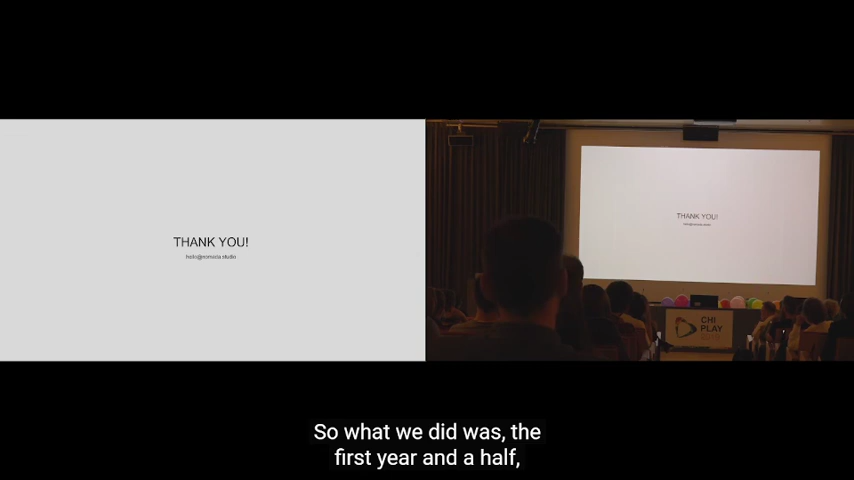 THANK YOU!
THANK YOU!
CHI
PLAY
So what we did was, the
first year and a half,